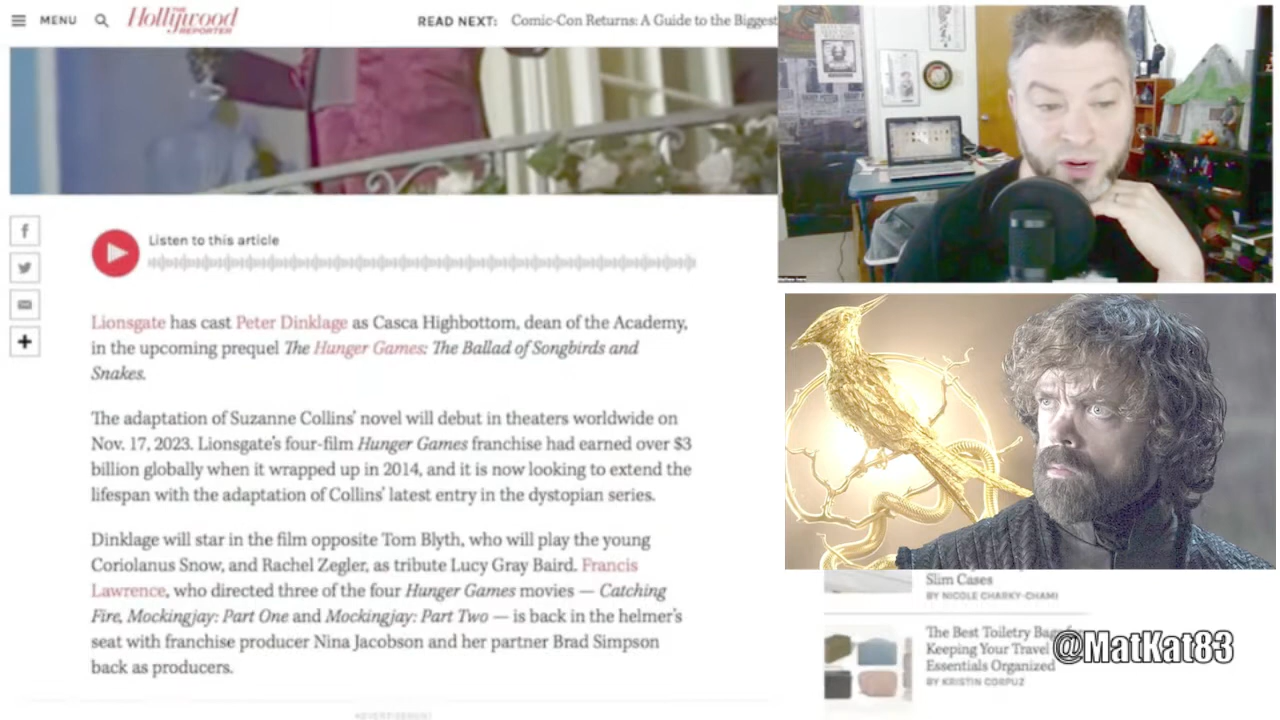 MENU
THE
Hollywood
REPORTER
READ NEXT: Comic-Con Returns: A Guide to the Biggest
Listen to this article
Lionsgate has cast Peter Dinklage as Casca Highbottom, dean of the Academy,
in the upcoming prequel The Hunger Games: The Ballad of Songbirds and
Snakes.
The adaptation of Suzanne Collins’ novel will debut in theaters worldwide on
Nov. 17, 2023. Lionsgate’s four-film Hunger Games franchise had earned over $3
billion globally when it wrapped up in 2014, and it is now looking to extend the
lifespan with the adaptation of Collins’ latest entry in the dystopian series.
Dinklage will star in the film opposite Tom Blyth, who will play the young
Coriolanus Snow, and Rachel Zegler, as tribute Lucy Gray Baird. Francis
Lawrence, who directed three of the four Hunger Games movies — Catching
Fire, Mockingjay: Part One and Mockingjay: Part Two — is back in the helmer’s
seat with franchise producer Nina Jacobson and her partner Brad Simpson
back as producers.
ADVERTISEMENT
Slim Cases
BY NICOLE CHARKY-CHAMI
The Best Toiletry Bags for
Keeping Your Travel
Essentials Organized
BY KRISTIN CORPUZ
@MatKat83